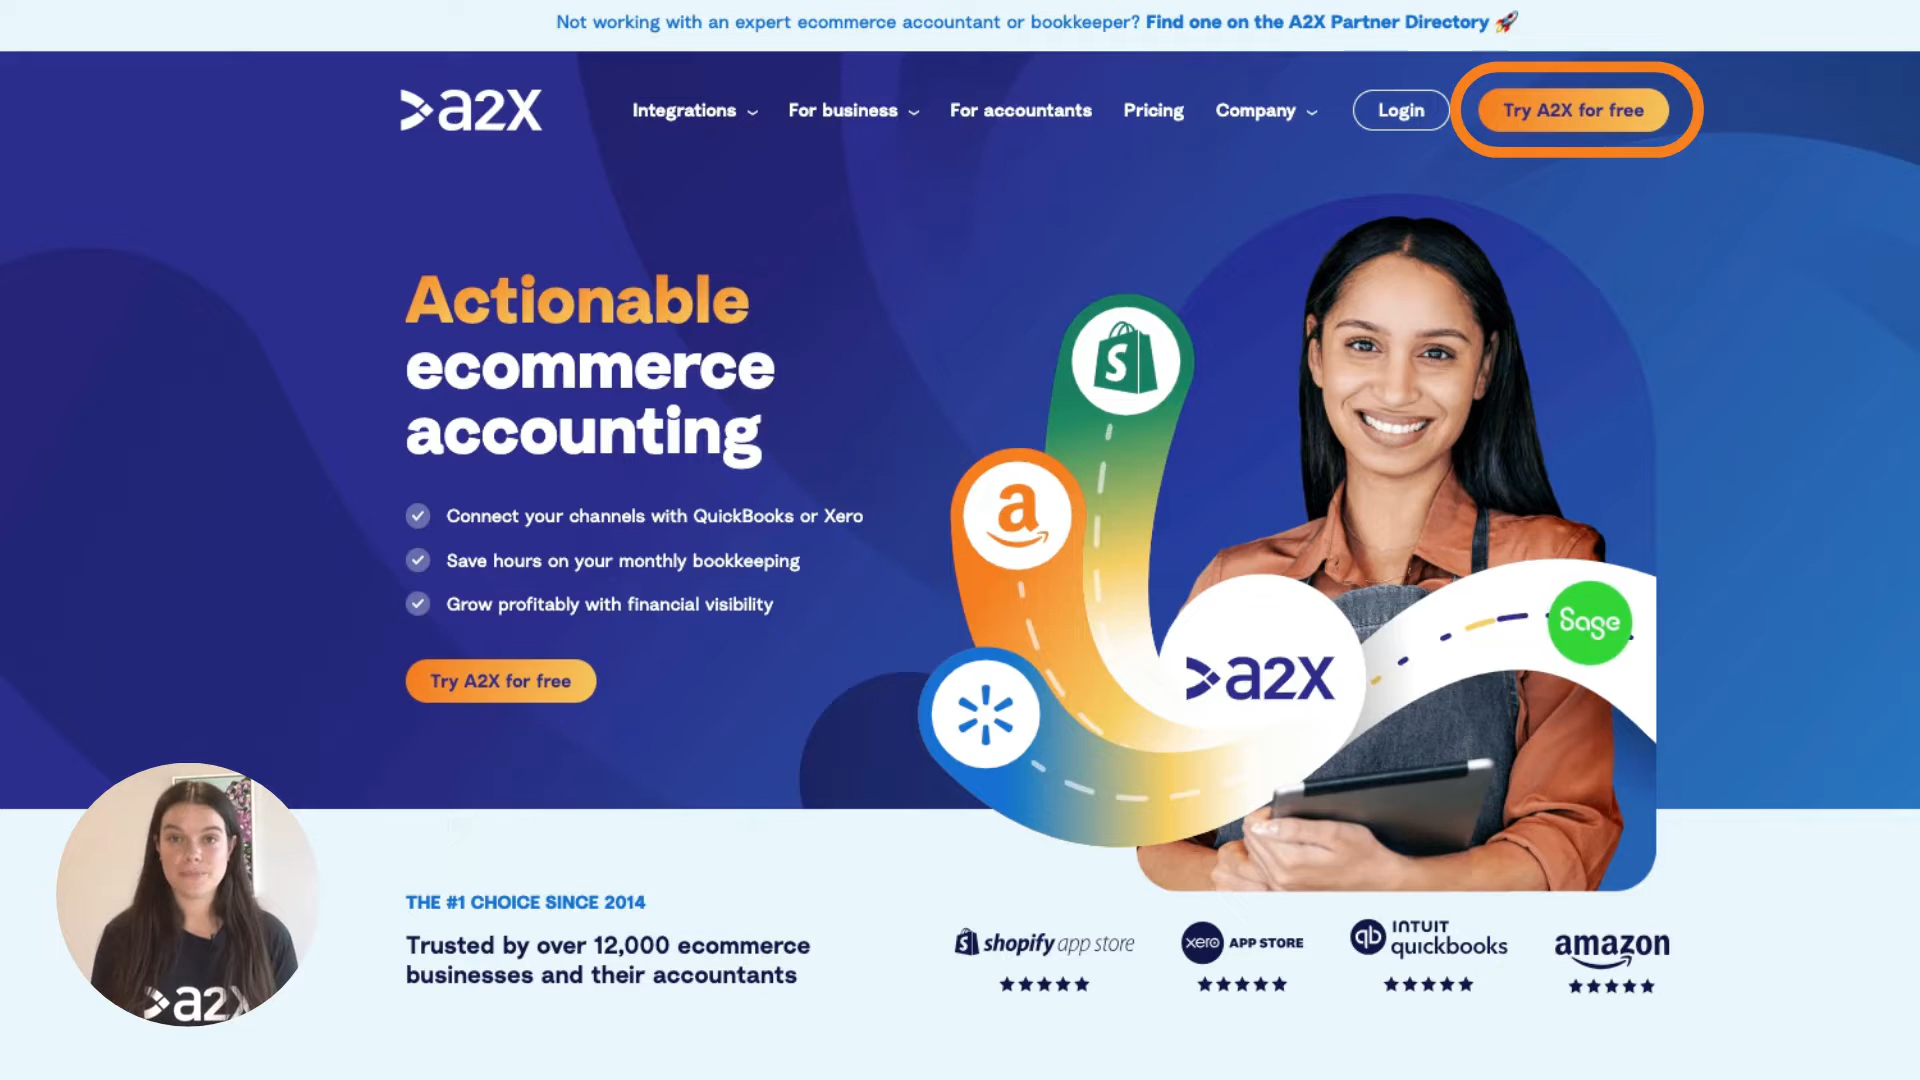 Not working with an expert ecommerce accountant or bookkeeper? Find one on the A2X Partner Directory 🚀
a2X
Integrations
For business
For accountants
Pricing
Company
Login
Try A2X for free
Actionable
ecommerce
accounting
Connect your channels with QuickBooks or Xero
Save hours on your monthly bookkeeping
Grow profitably with financial visibility
Try A2X for free
S
a
a2X
Sage
THE #1 CHOICE SINCE 2014
Trusted by over 12,000 ecommerce
businesses and their accountants
shopify app store
xero APP STORE
qb INTUIT
quickbooks
amazon
a2X